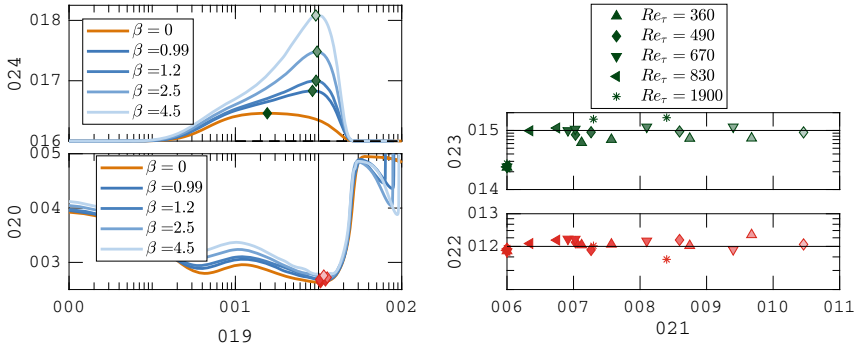 018
017
016
024
β = 0
β =0.99
β =1.2
β =2.5
β =4.5
005
004
003
020
β = 0
β =0.99
β =1.2
β =2.5
β =4.5
000
001
002
019
Reτ = 360
Reτ = 490
Reτ = 670
Reτ = 830
Reτ = 1900
015
014
023
013
012
022
006
007
008
009
010
011
021